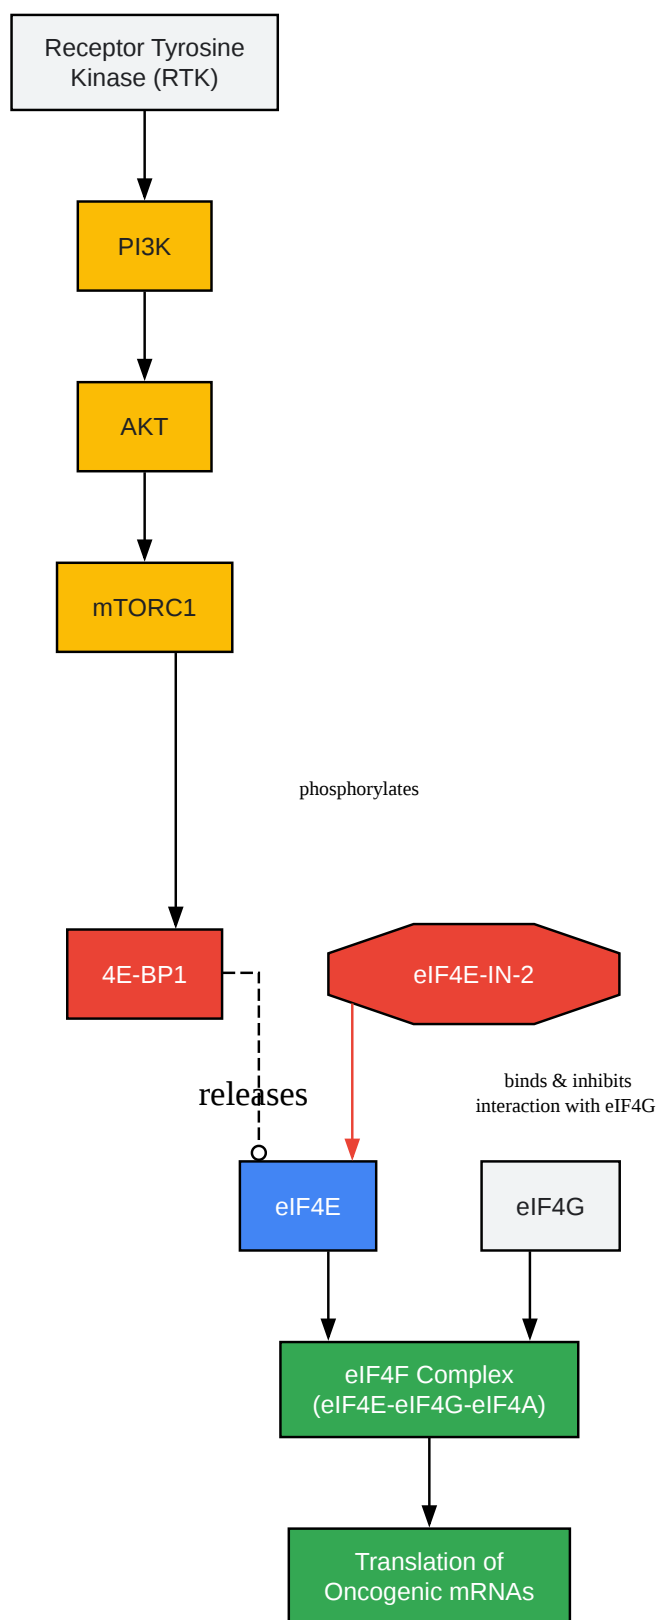 Receptor Tyrosine
Kinase (RTK)
PI3K
AKT
mTORC1
phosphorylates
4E-BP1
eIF4E-IN-2
releases
binds & inhibits
interaction with eIF4G
eIF4E
eIF4G
eIF4F Complex
(eIF4E-eIF4G-eIF4A)
Translation of
Oncogenic mRNAs